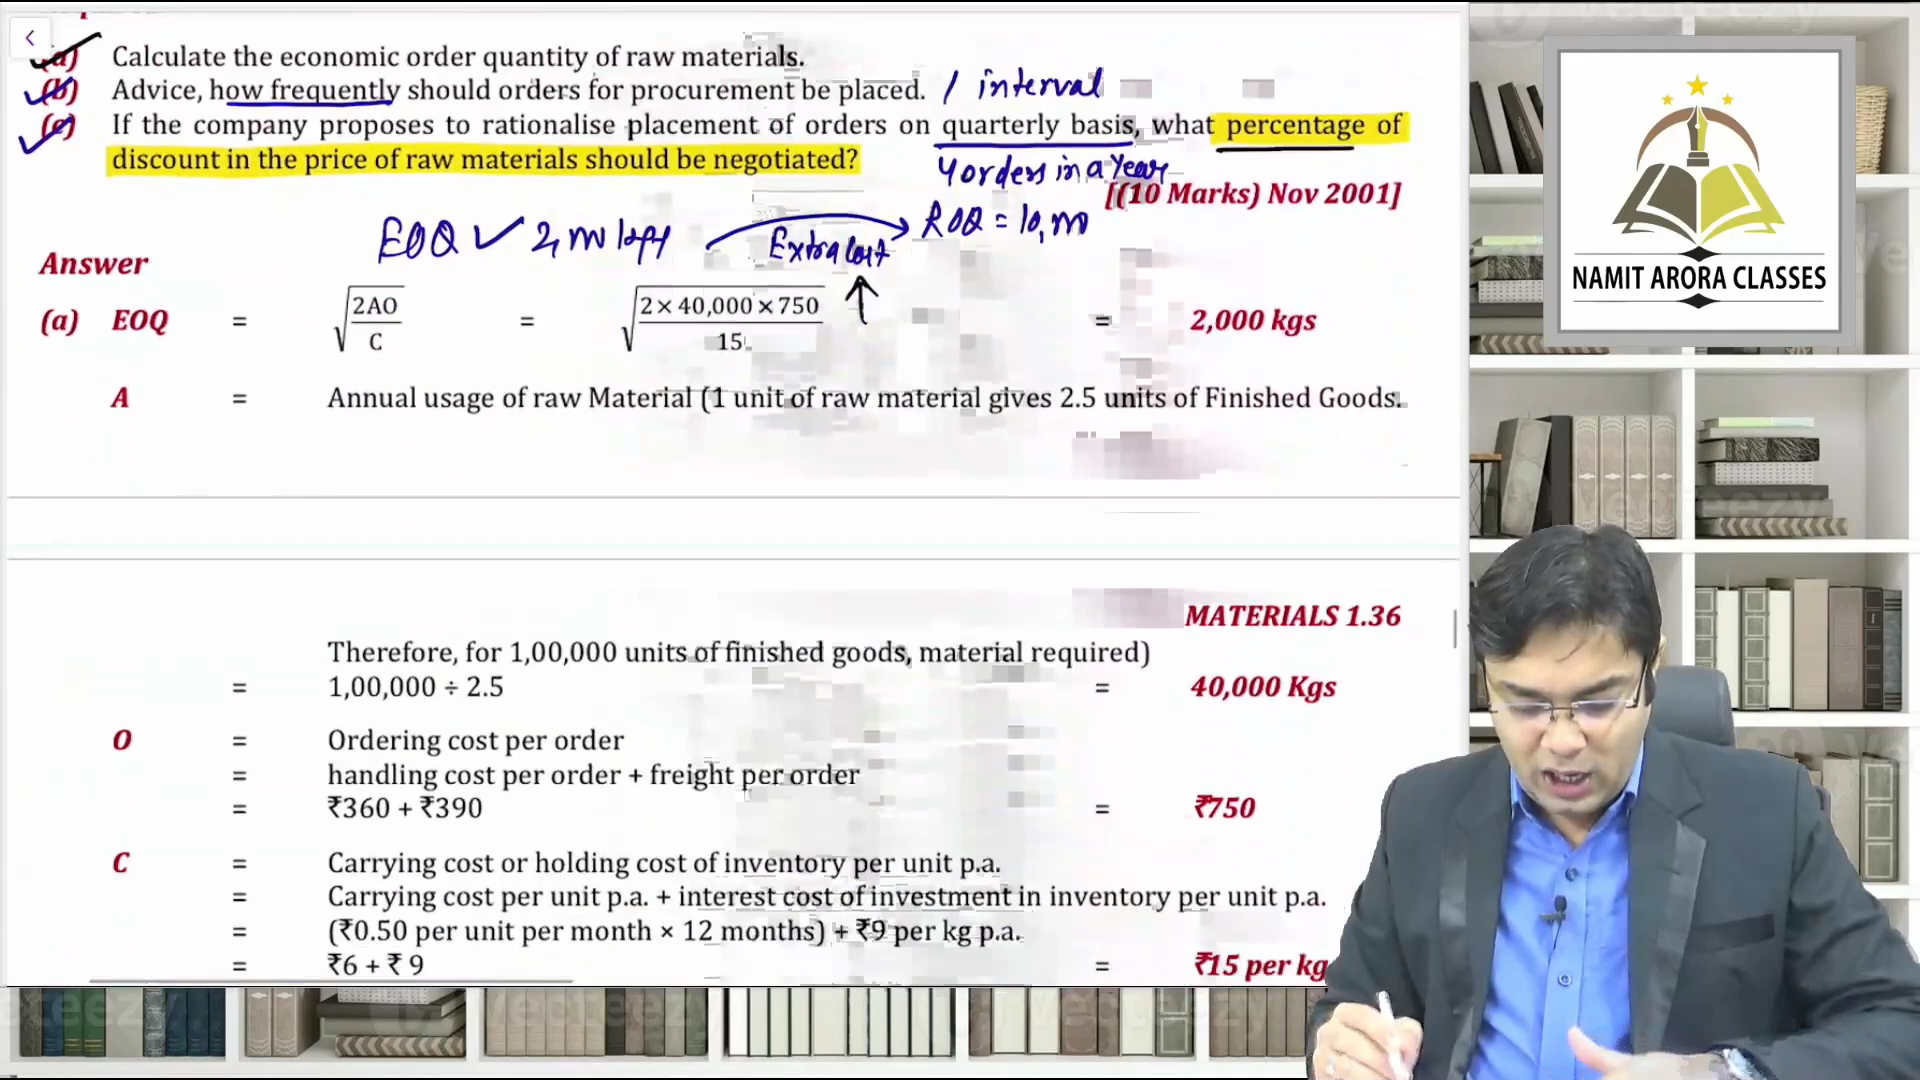 (a) Calculate the economic order quantity of raw materials.
(b) Advice, how frequently should orders for procurement be placed. / interval
(c) If the company proposes to rationalise placement of orders on quarterly basis, what percentage of
discount in the price of raw materials should be negotiated?
4 orders in a Year
[(10 Marks) Nov 2001]
EOQ ✓ Extra Cost ROQ = 10,000
Answer
(a) EOQ = √2AO/C = √2 × 40,000 × 750/15 = 2,000 kgs
A = Annual usage of raw Material (1 unit of raw material gives 2.5 units of Finished Goods.
MATERIALS 1.36
Therefore, for 1,00,000 units of finished goods, material required)
= 1,00,000 ÷ 2.5 = 40,000 Kgs
O = Ordering cost per order
= handling cost per order + freight per order
= ₹360 + ₹390 = ₹750
C = Carrying cost or holding cost of inventory per unit p.a.
= Carrying cost per unit p.a. + interest cost of investment in inventory per unit p.a.
= (₹0.50 per unit per month × 12 months) + ₹9 per kg p.a.
= ₹6 + ₹ 9 = ₹15 per kg
NAMIT ARORA CLASSES